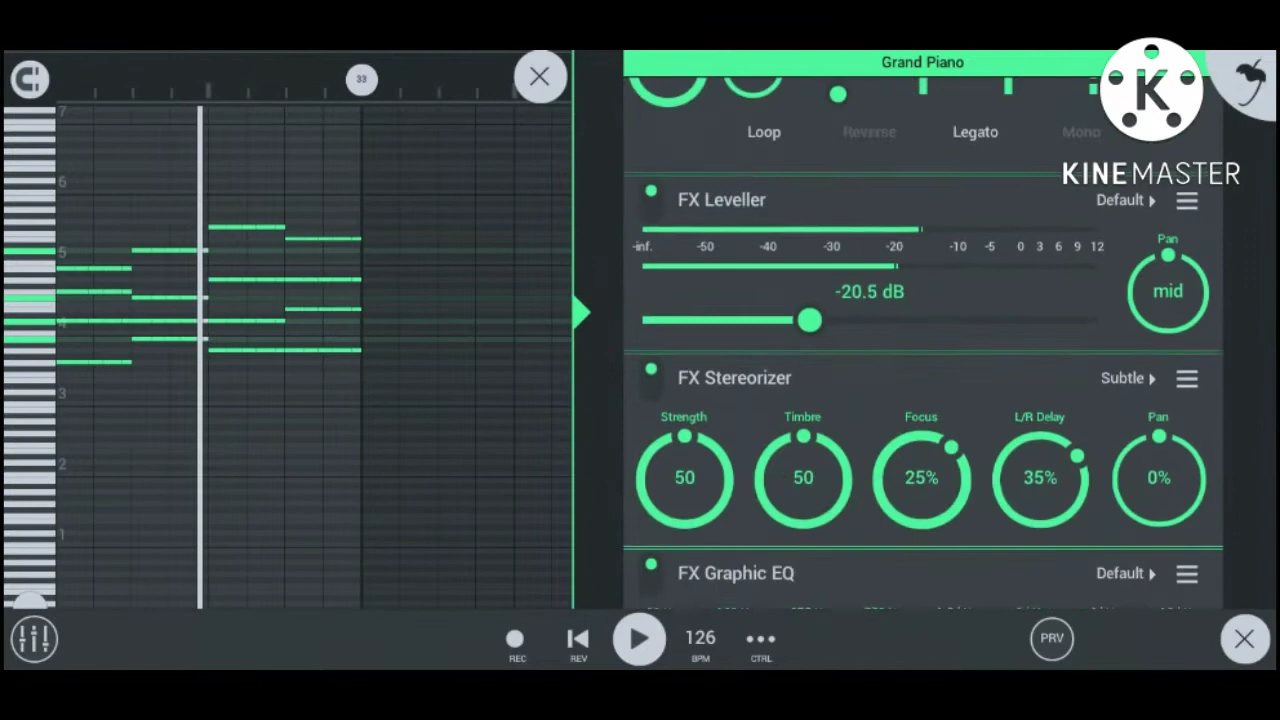 33
7
6
5
4
3
2
1
Grand Piano
K
KINEMASTER
Loop
Reverse
Legato
Mono
FX Leveller
Default
-inf.
-50
-40
-30
-20
-10
-5
0
3
6
9
12
Pan
-20.5 dB
mid
FX Stereorizer
Subtle
Strength
Timbre
Focus
L/R Delay
Pan
50
50
25%
35%
0%
FX Graphic EQ
Default
REC
REV
126
BPM
CTRL
PRV